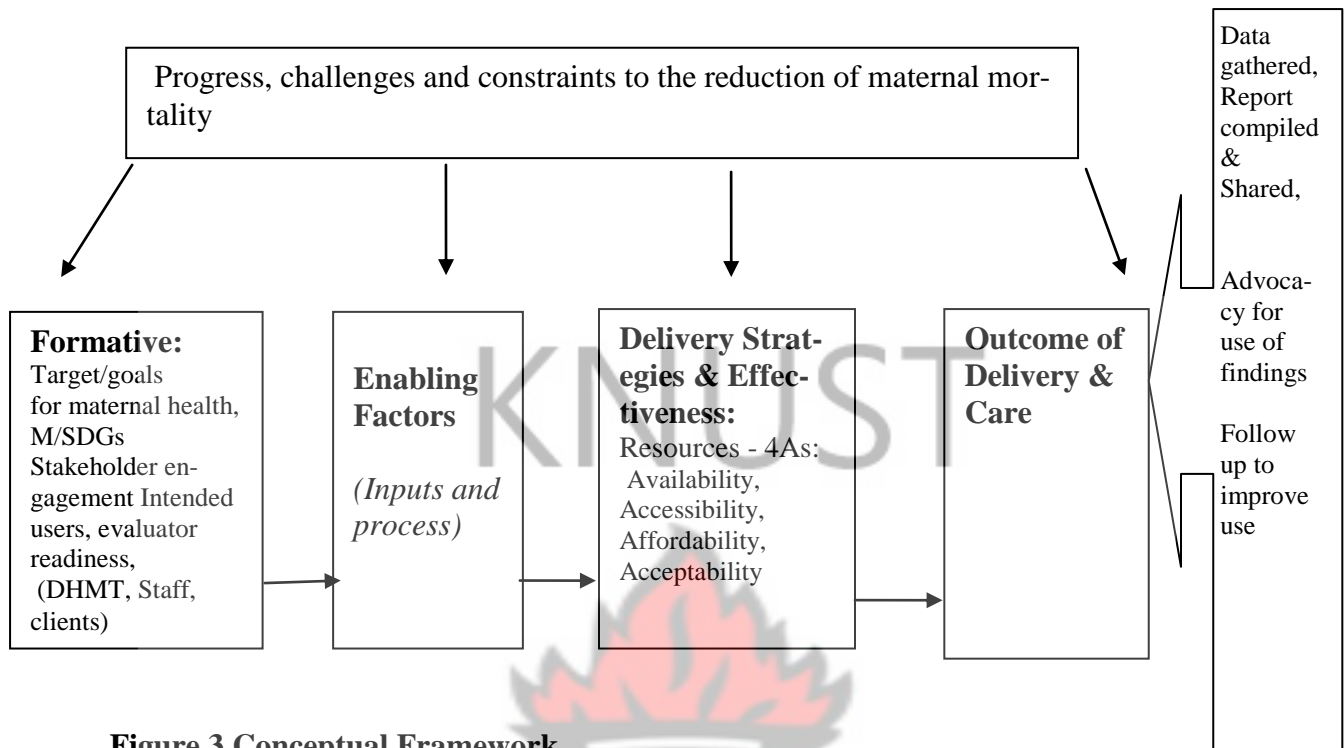 Progress, challenges and constraints to the reduction of maternal mor-
tality
Formative:
Target/goals
for maternal health,
M/SDGs
Stakeholder en-
gagement Intended
users, evaluator
readiness,
(DHMT, Staff,
clients)
Enabling
Factors
(Inputs and
process)
Delivery Strat-
egies & Effec-
tiveness:
Resources - 4As:
Availability,
Accessibility,
Affordability,
Acceptability
Outcome of
Delivery &
Care
Data
gathered,
Report
compiled
&
Shared,
Advoca-
cy for
use of
findings
Follow
up to
improve
use
KNUST
Figure 3 Conceptual Framework